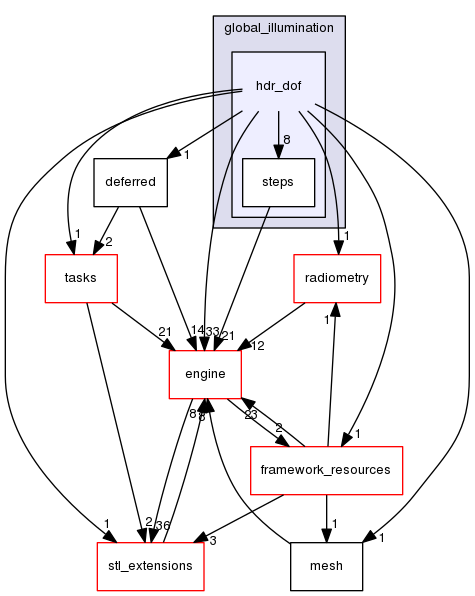 global_illumination
hdr_dof
8
1
deferred
steps
1
2
1
tasks
radiometry
21
14
33
21
12
1
engine
8
8
23
2
1
framework_resources
1
2
36
3
1
1
stl_extensions
mesh